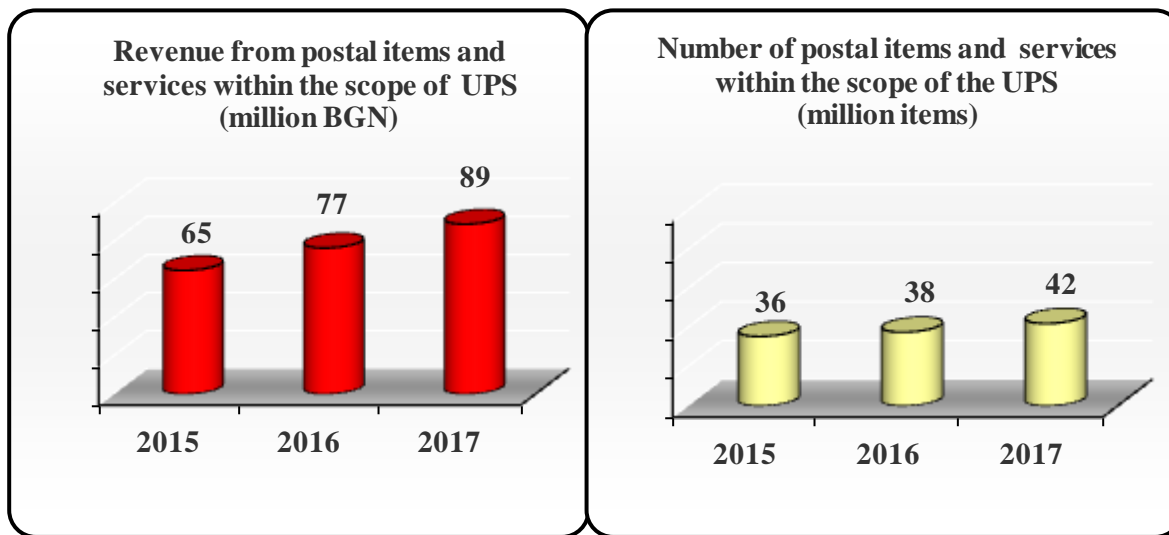 Revenue from postal items and
services within the scope of UPS
(million BGN)
65
77
89
2015
2016
2017
Number of postal items and services
within the scope of the UPS
(million items)
36
38
42
2015
2016
2017